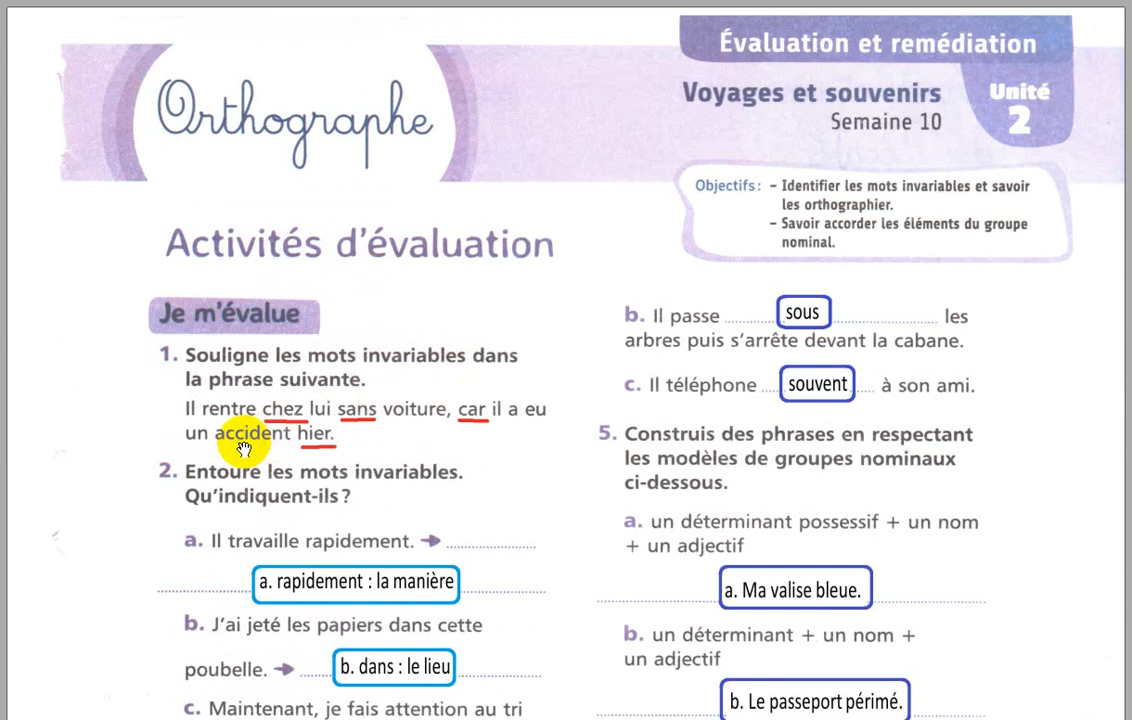 Orthographe
Évaluation et remédiation
Voyages et souvenirs
Semaine 10
Unité
2
Objectifs : – Identifier les mots invariables et savoir
les orthographier.
– Savoir accorder les éléments du groupe
nominal.
Activités d'évaluation
Je m'évalue
1. Souligne les mots invariables dans
la phrase suivante.
Il rentre chez lui sans voiture, car il a eu
un accident hier.
2. Entoure les mots invariables.
Qu'indiquent-ils ?
a. Il travaille rapidement. ➔ ....................
a. rapidement : la manière
b. J'ai jeté les papiers dans cette
poubelle. ➔ ...... b. dans : le lieu
c. Maintenant, je fais attention au tri
b. Il passe ........... sous ...................... les
arbres puis s'arrête devant la cabane.
c. Il téléphone .... souvent .... à son ami.
5. Construis des phrases en respectant
les modèles de groupes nominaux
ci-dessous.
a. un déterminant possessif + un nom
+ un adjectif
a. Ma valise bleue.
b. un déterminant + un nom +
un adjectif
b. Le passeport périmé.